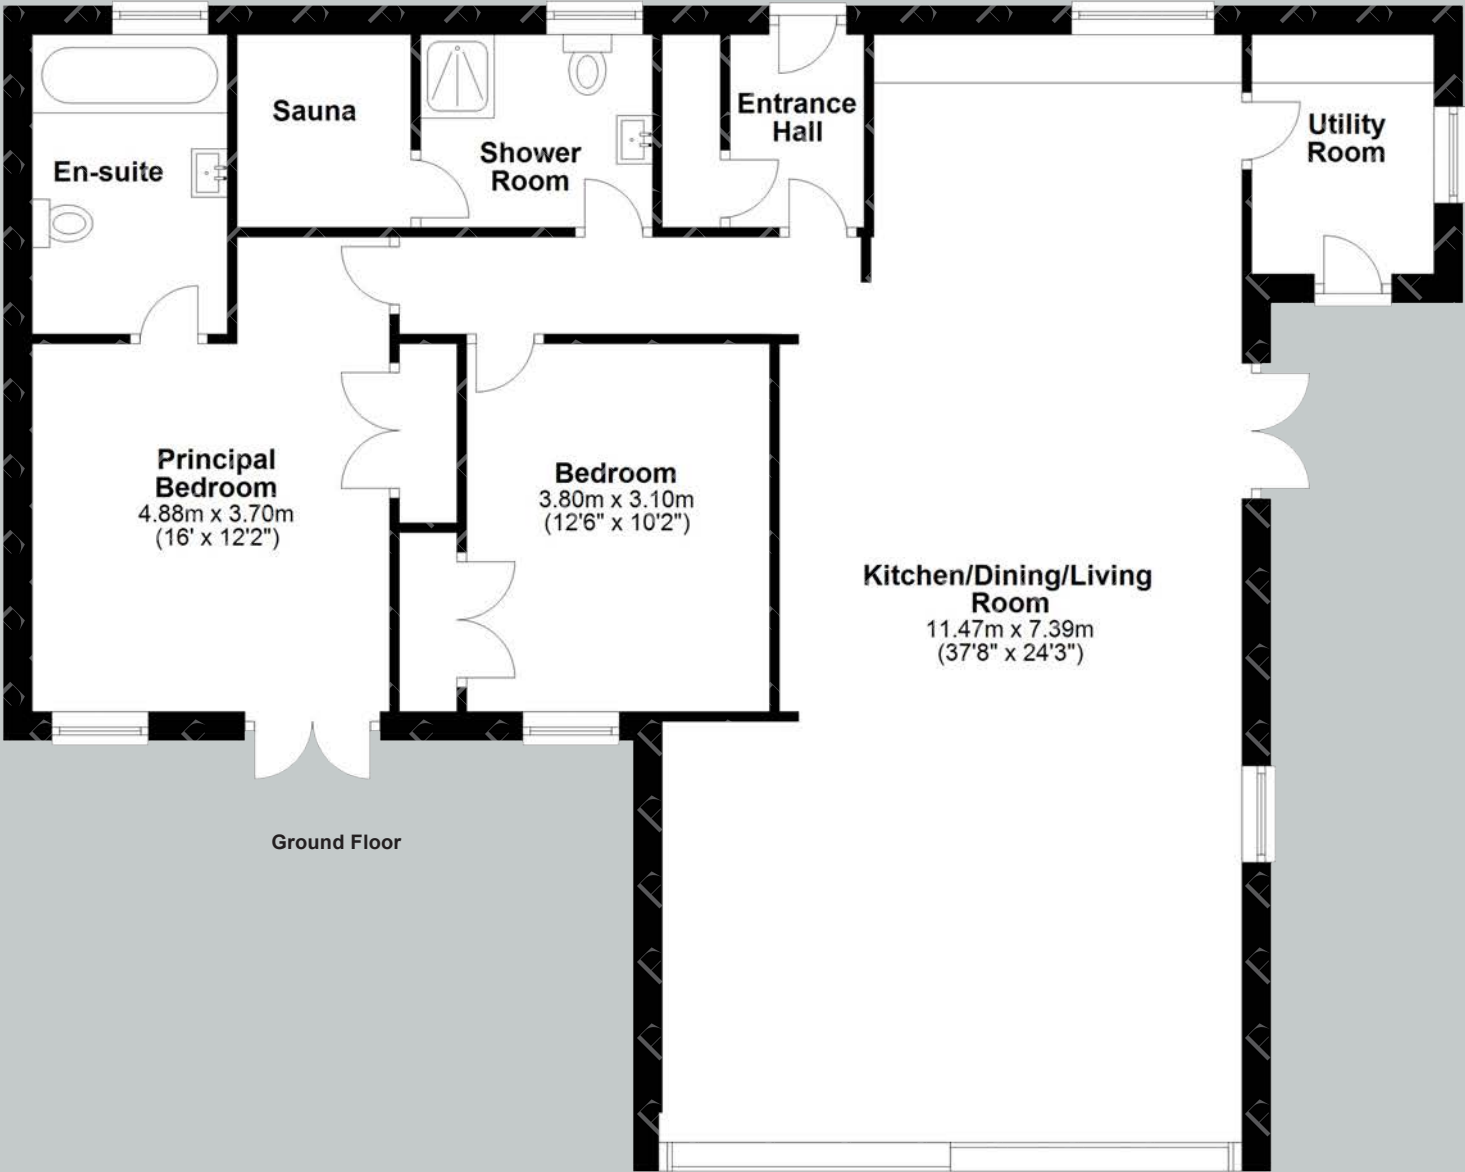 Sauna
En-suite
Shower
Room
Entrance
Hall
Utility
Room
Principal
Bedroom
4.88m x 3.70m
(16' x 12'2")
Bedroom
3.80m x 3.10m
(12'6" x 10'2")
Kitchen/Dining/Living
Room
11.47m x 7.39m
(37'8" x 24'3")
Ground Floor